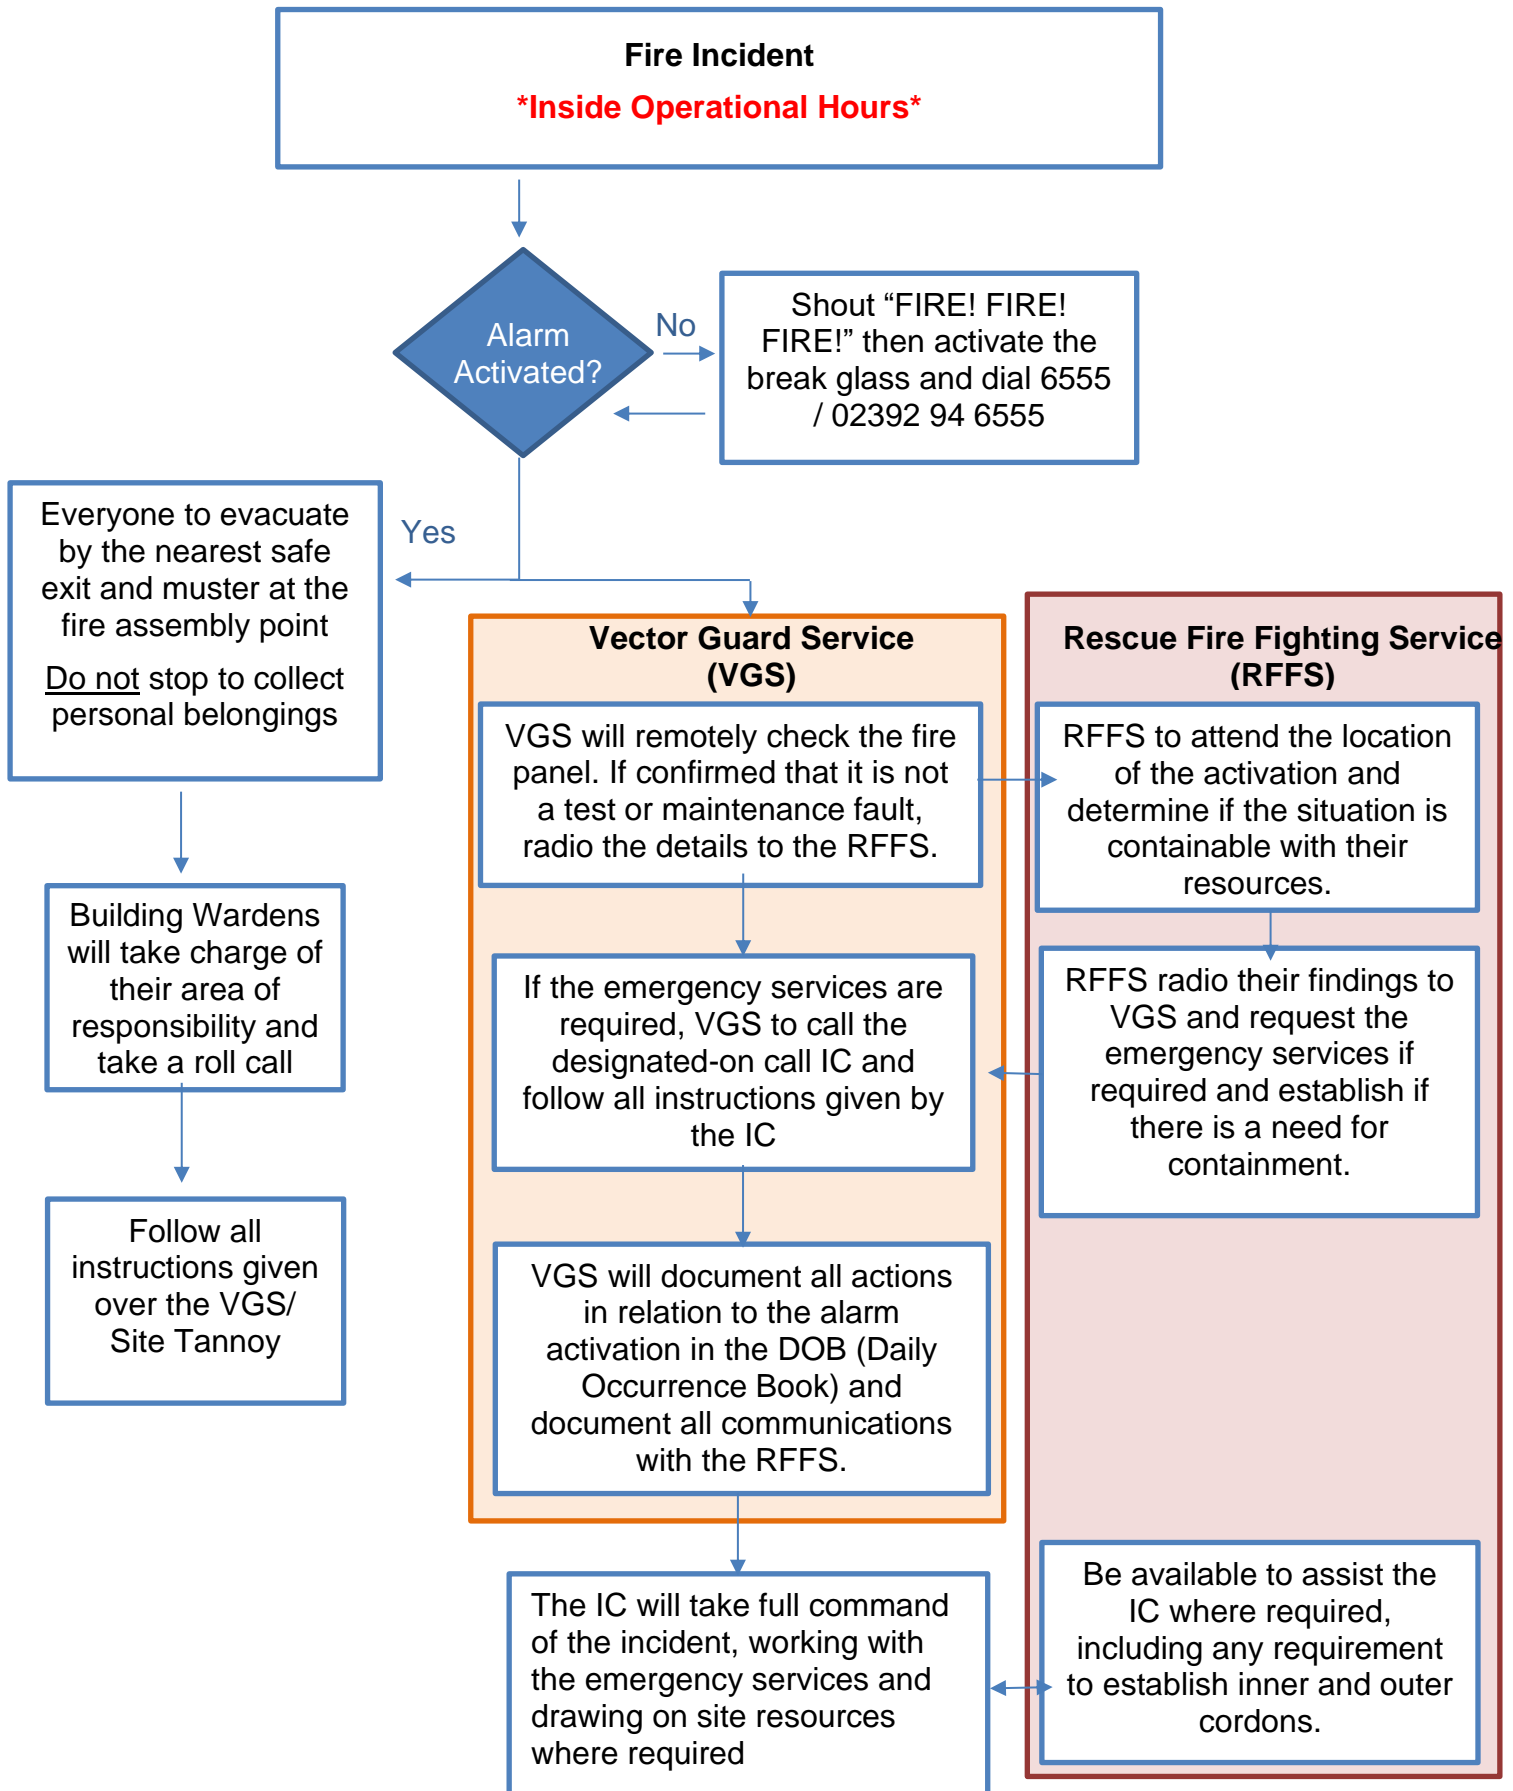 Fire Incident
*Inside Operational Hours*
Alarm
Activated?
No
Shout “FIRE! FIRE!
FIRE!” then activate the
break glass and dial 6555
/ 02392 94 6555
Yes
Everyone to evacuate
by the nearest safe
exit and muster at the
fire assembly point
Do not stop to collect
personal belongings
Building Wardens
will take charge of
their area of
responsibility and
take a roll call
Follow all
instructions given
over the VGS/
Site Tannoy
Vector Guard Service
(VGS)
VGS will remotely check the fire
panel. If confirmed that it is not
a test or maintenance fault,
radio the details to the RFFS.
If the emergency services are
required, VGS to call the
designated-on call IC and
follow all instructions given by
the IC
VGS will document all actions
in relation to the alarm
activation in the DOB (Daily
Occurrence Book) and
document all communications
with the RFFS.
The IC will take full command
of the incident, working with
the emergency services and
drawing on site resources
where required
Rescue Fire Fighting Service
(RFFS)
RFFS to attend the location
of the activation and
determine if the situation is
containable with their
resources.
RFFS radio their findings to
VGS and request the
emergency services if
required and establish if
there is a need for
containment.
Be available to assist the
IC where required,
including any requirement
to establish inner and outer
cordons.